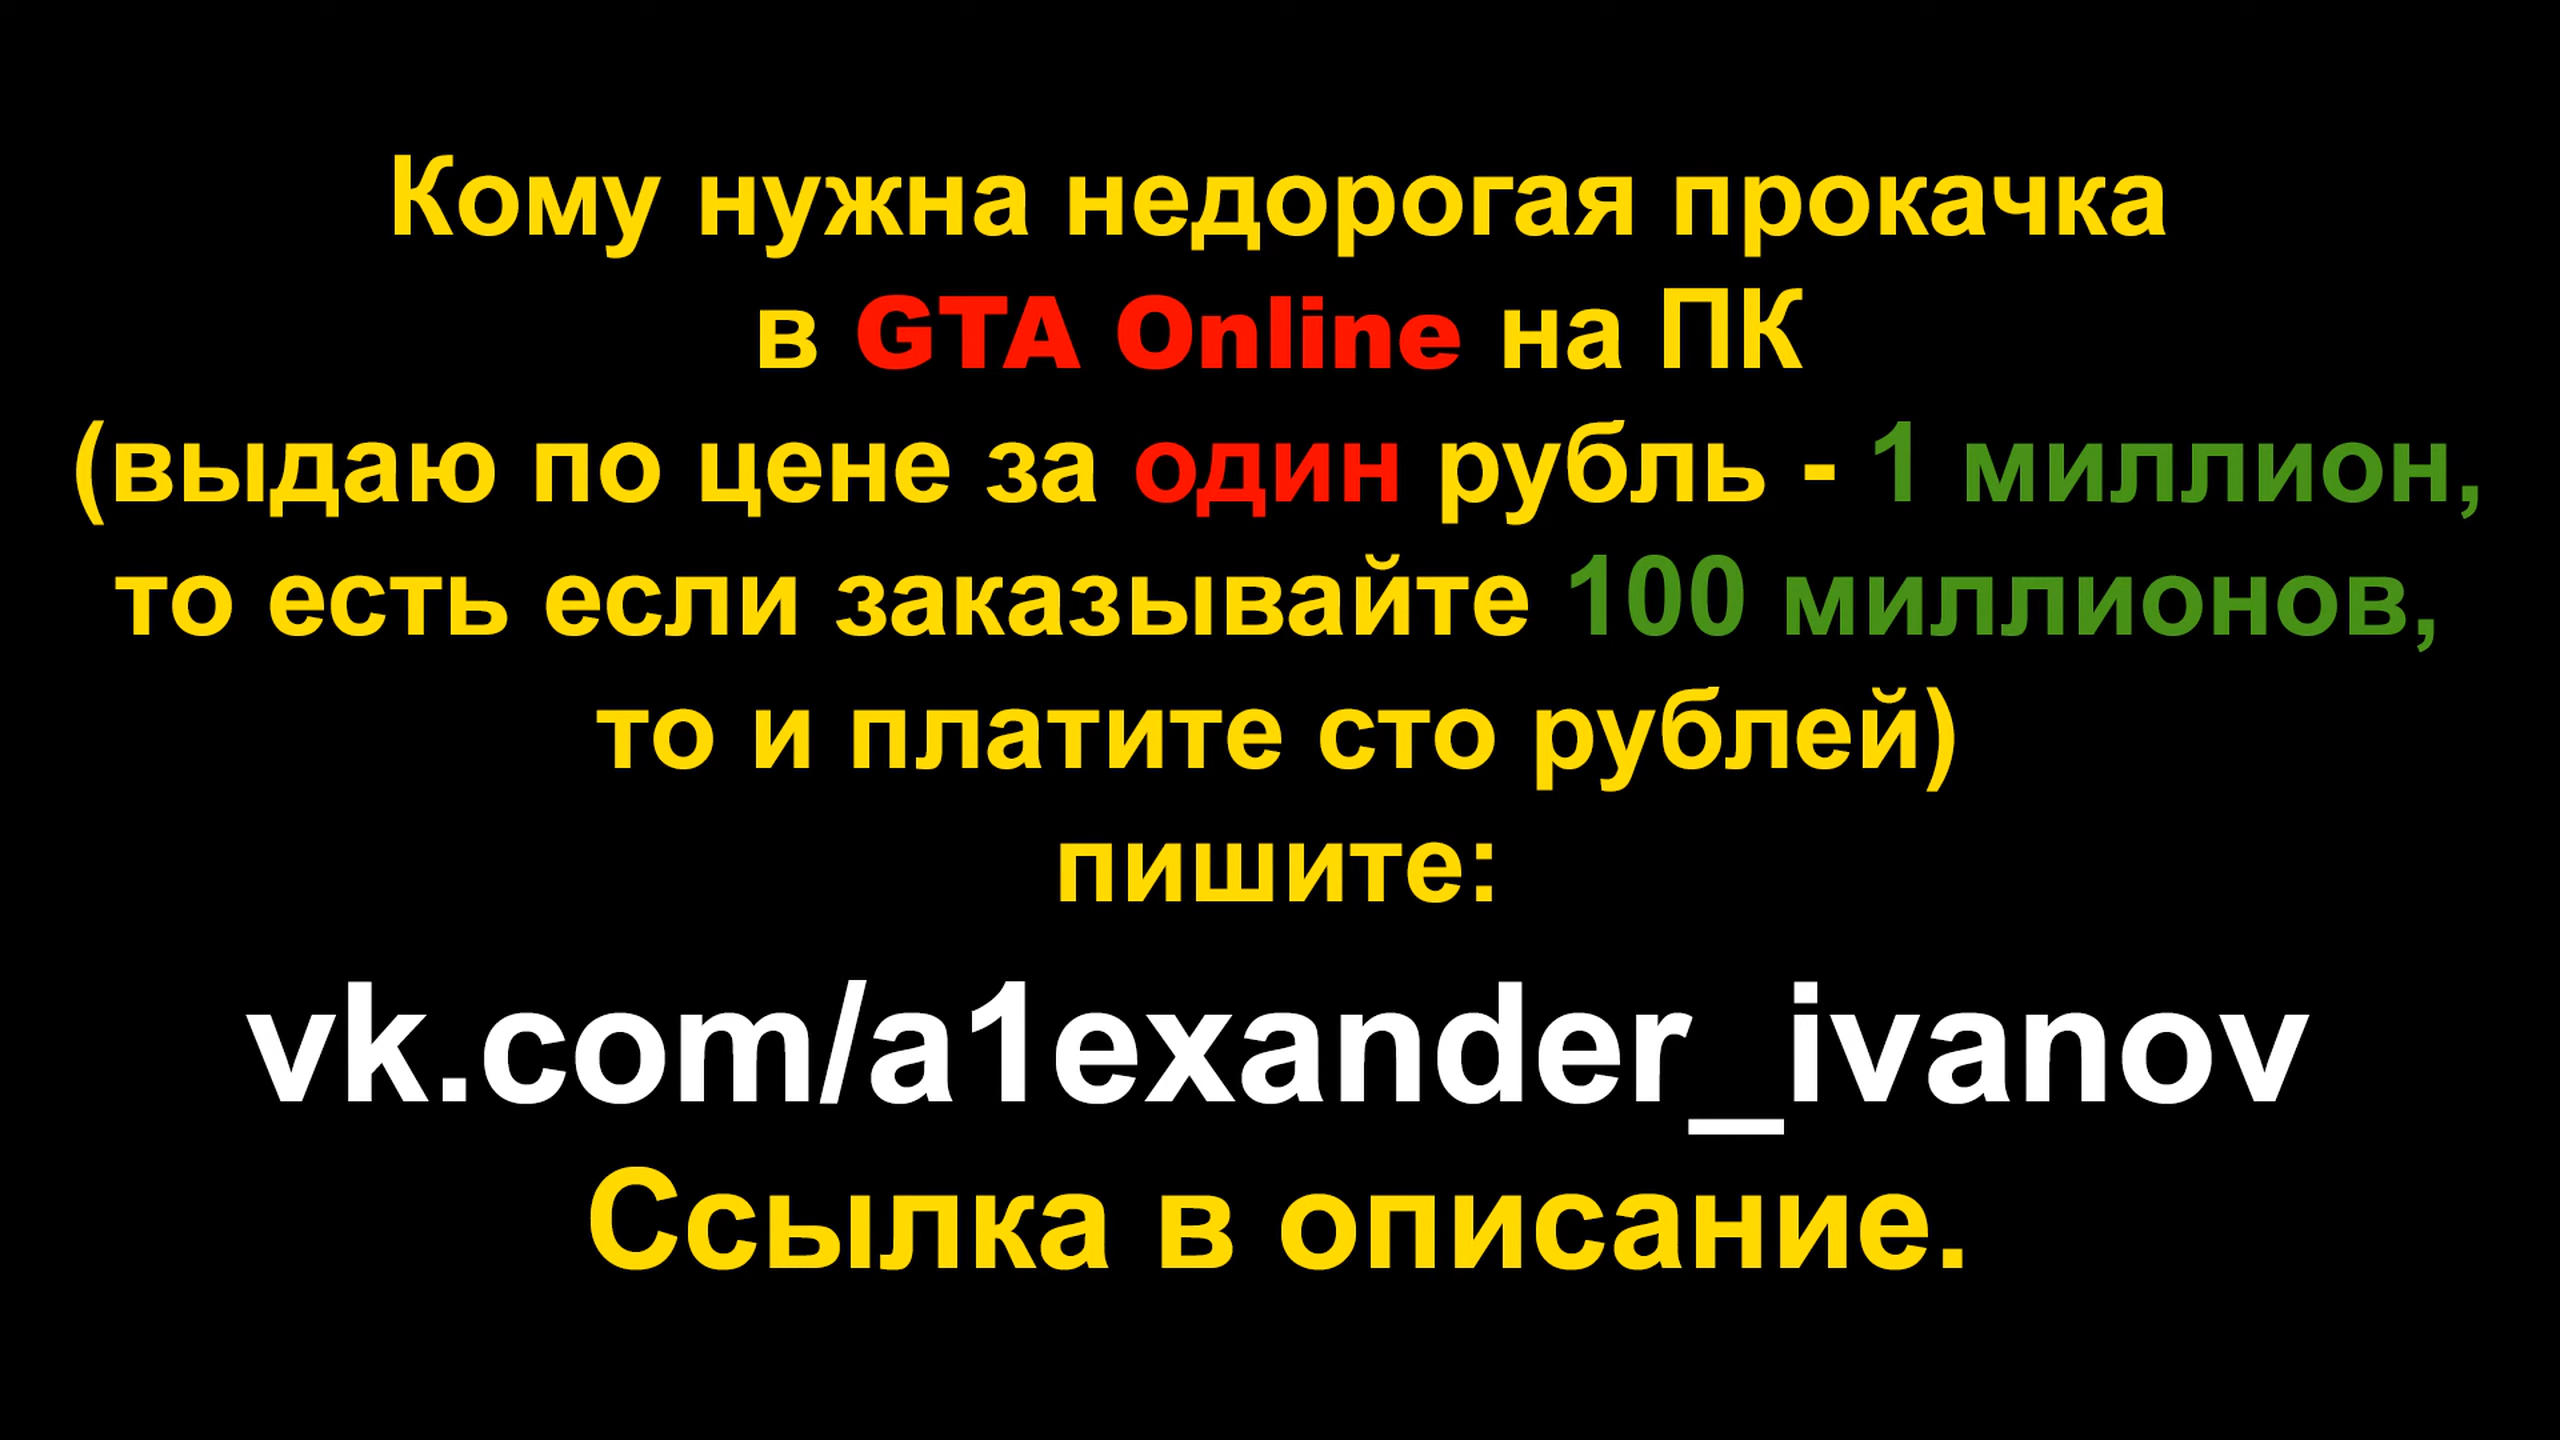 Кому нужна недорогая прокачка
в GTA Online на ПК
(выдаю по цене за один рубль - 1 миллион,
то есть если заказывайте 100 миллионов,
то и платите сто рублей)
пишите:
vk.com/a1exander_ivanov
Ссылка в описание.